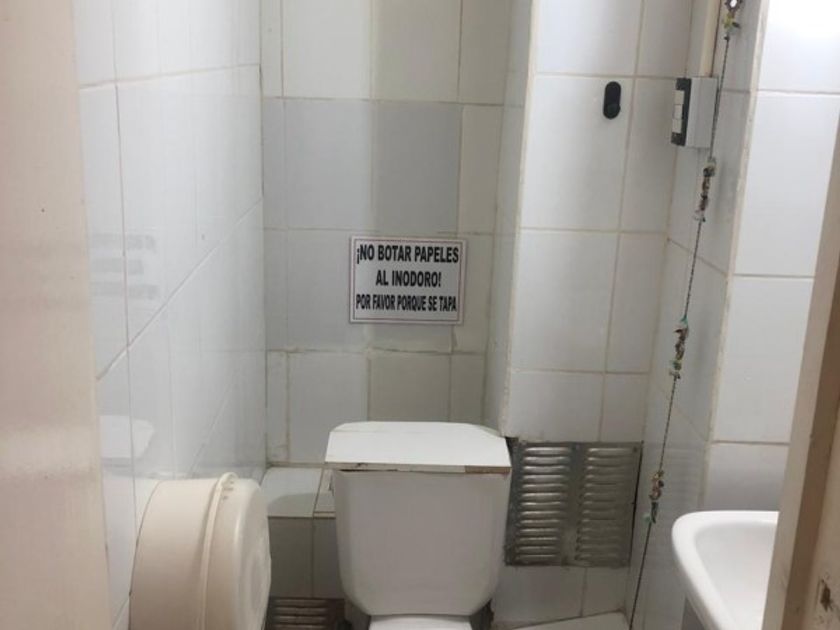 ¡NO BOTAR PAPELES
AL INODORO!
POR FAVOR PORQUE SE TAPA